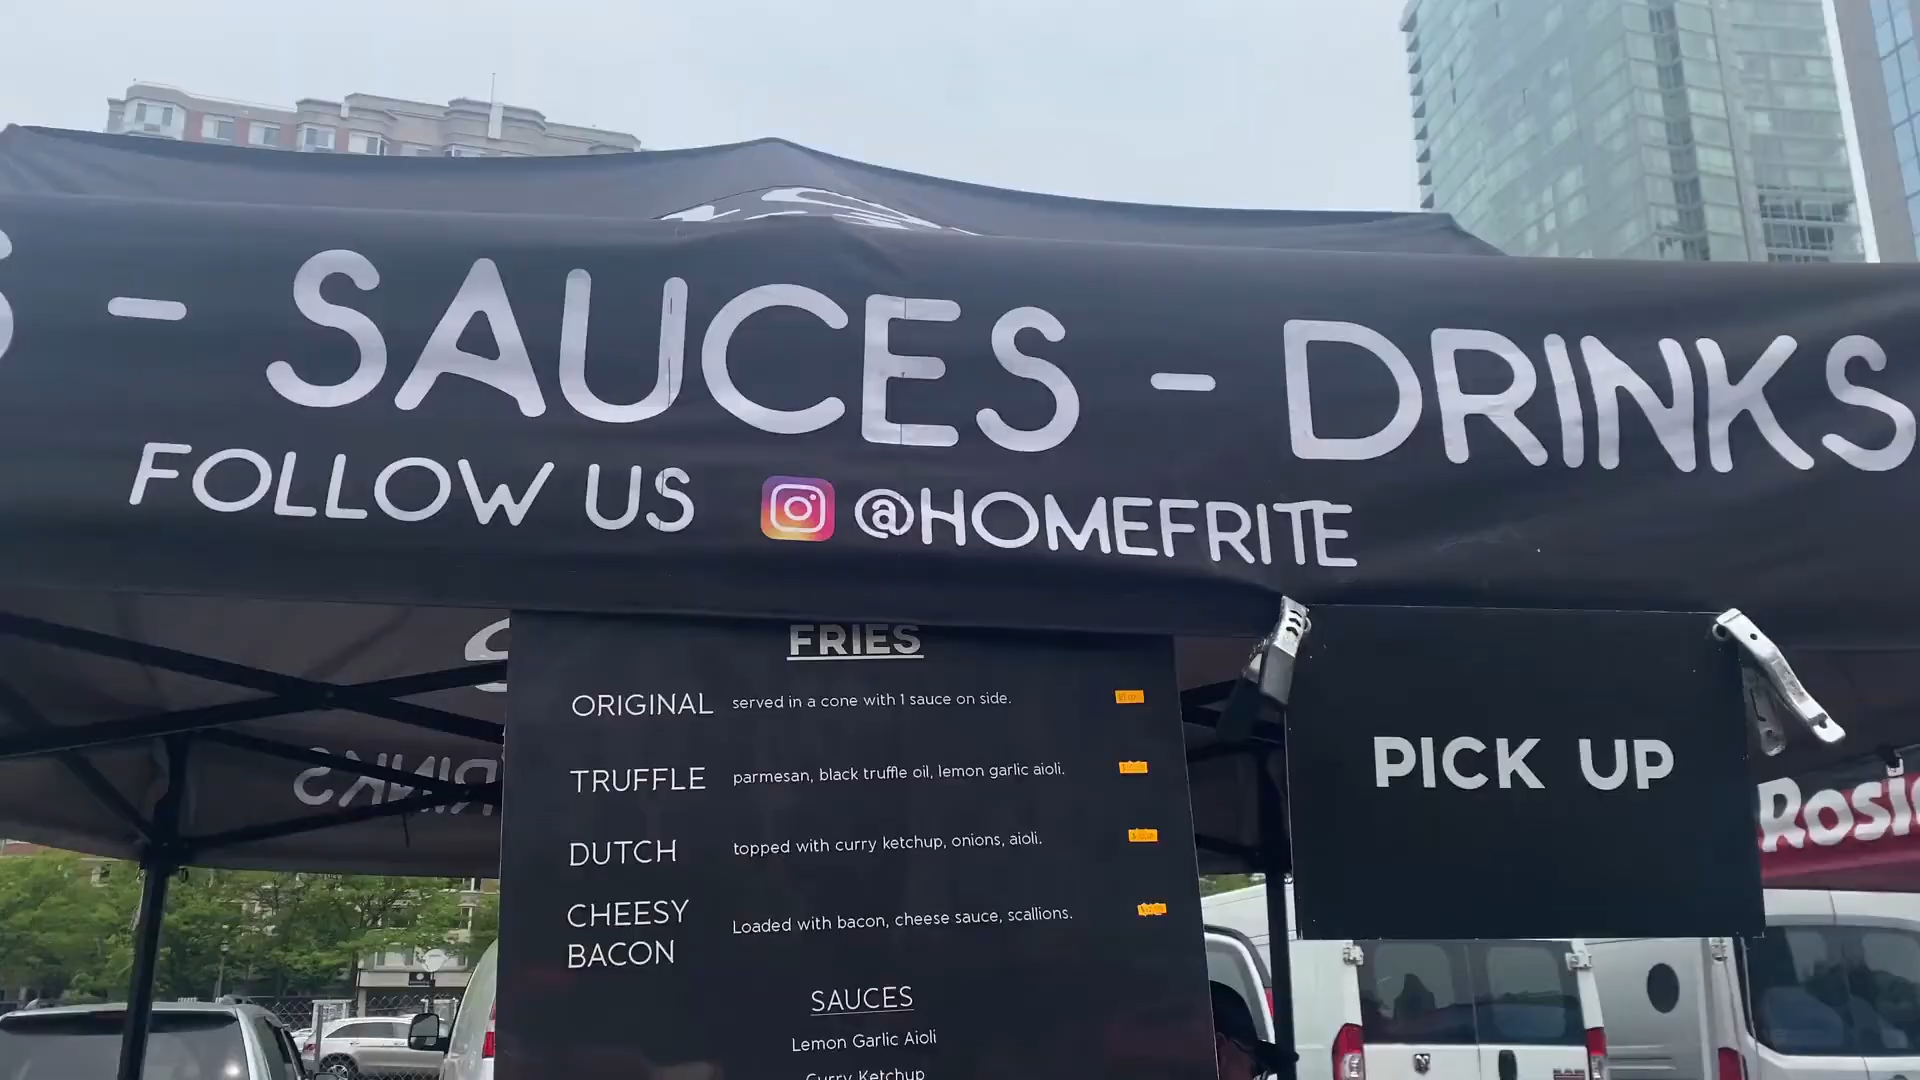 - SAUCES - DRINKS
FOLLOW US @HOMEFRITE
FRIES
ORIGINAL served in a cone with 1 sauce on side.
TRUFFLE parmesan, black truffle oil, lemon garlic aioli.
DUTCH topped with curry ketchup, onions, aioli.
CHEESY BACON Loaded with bacon, cheese sauce, scallions.
SAUCES
Lemon Garlic Aioli
Curry Ketchup
PICK UP
Rosi